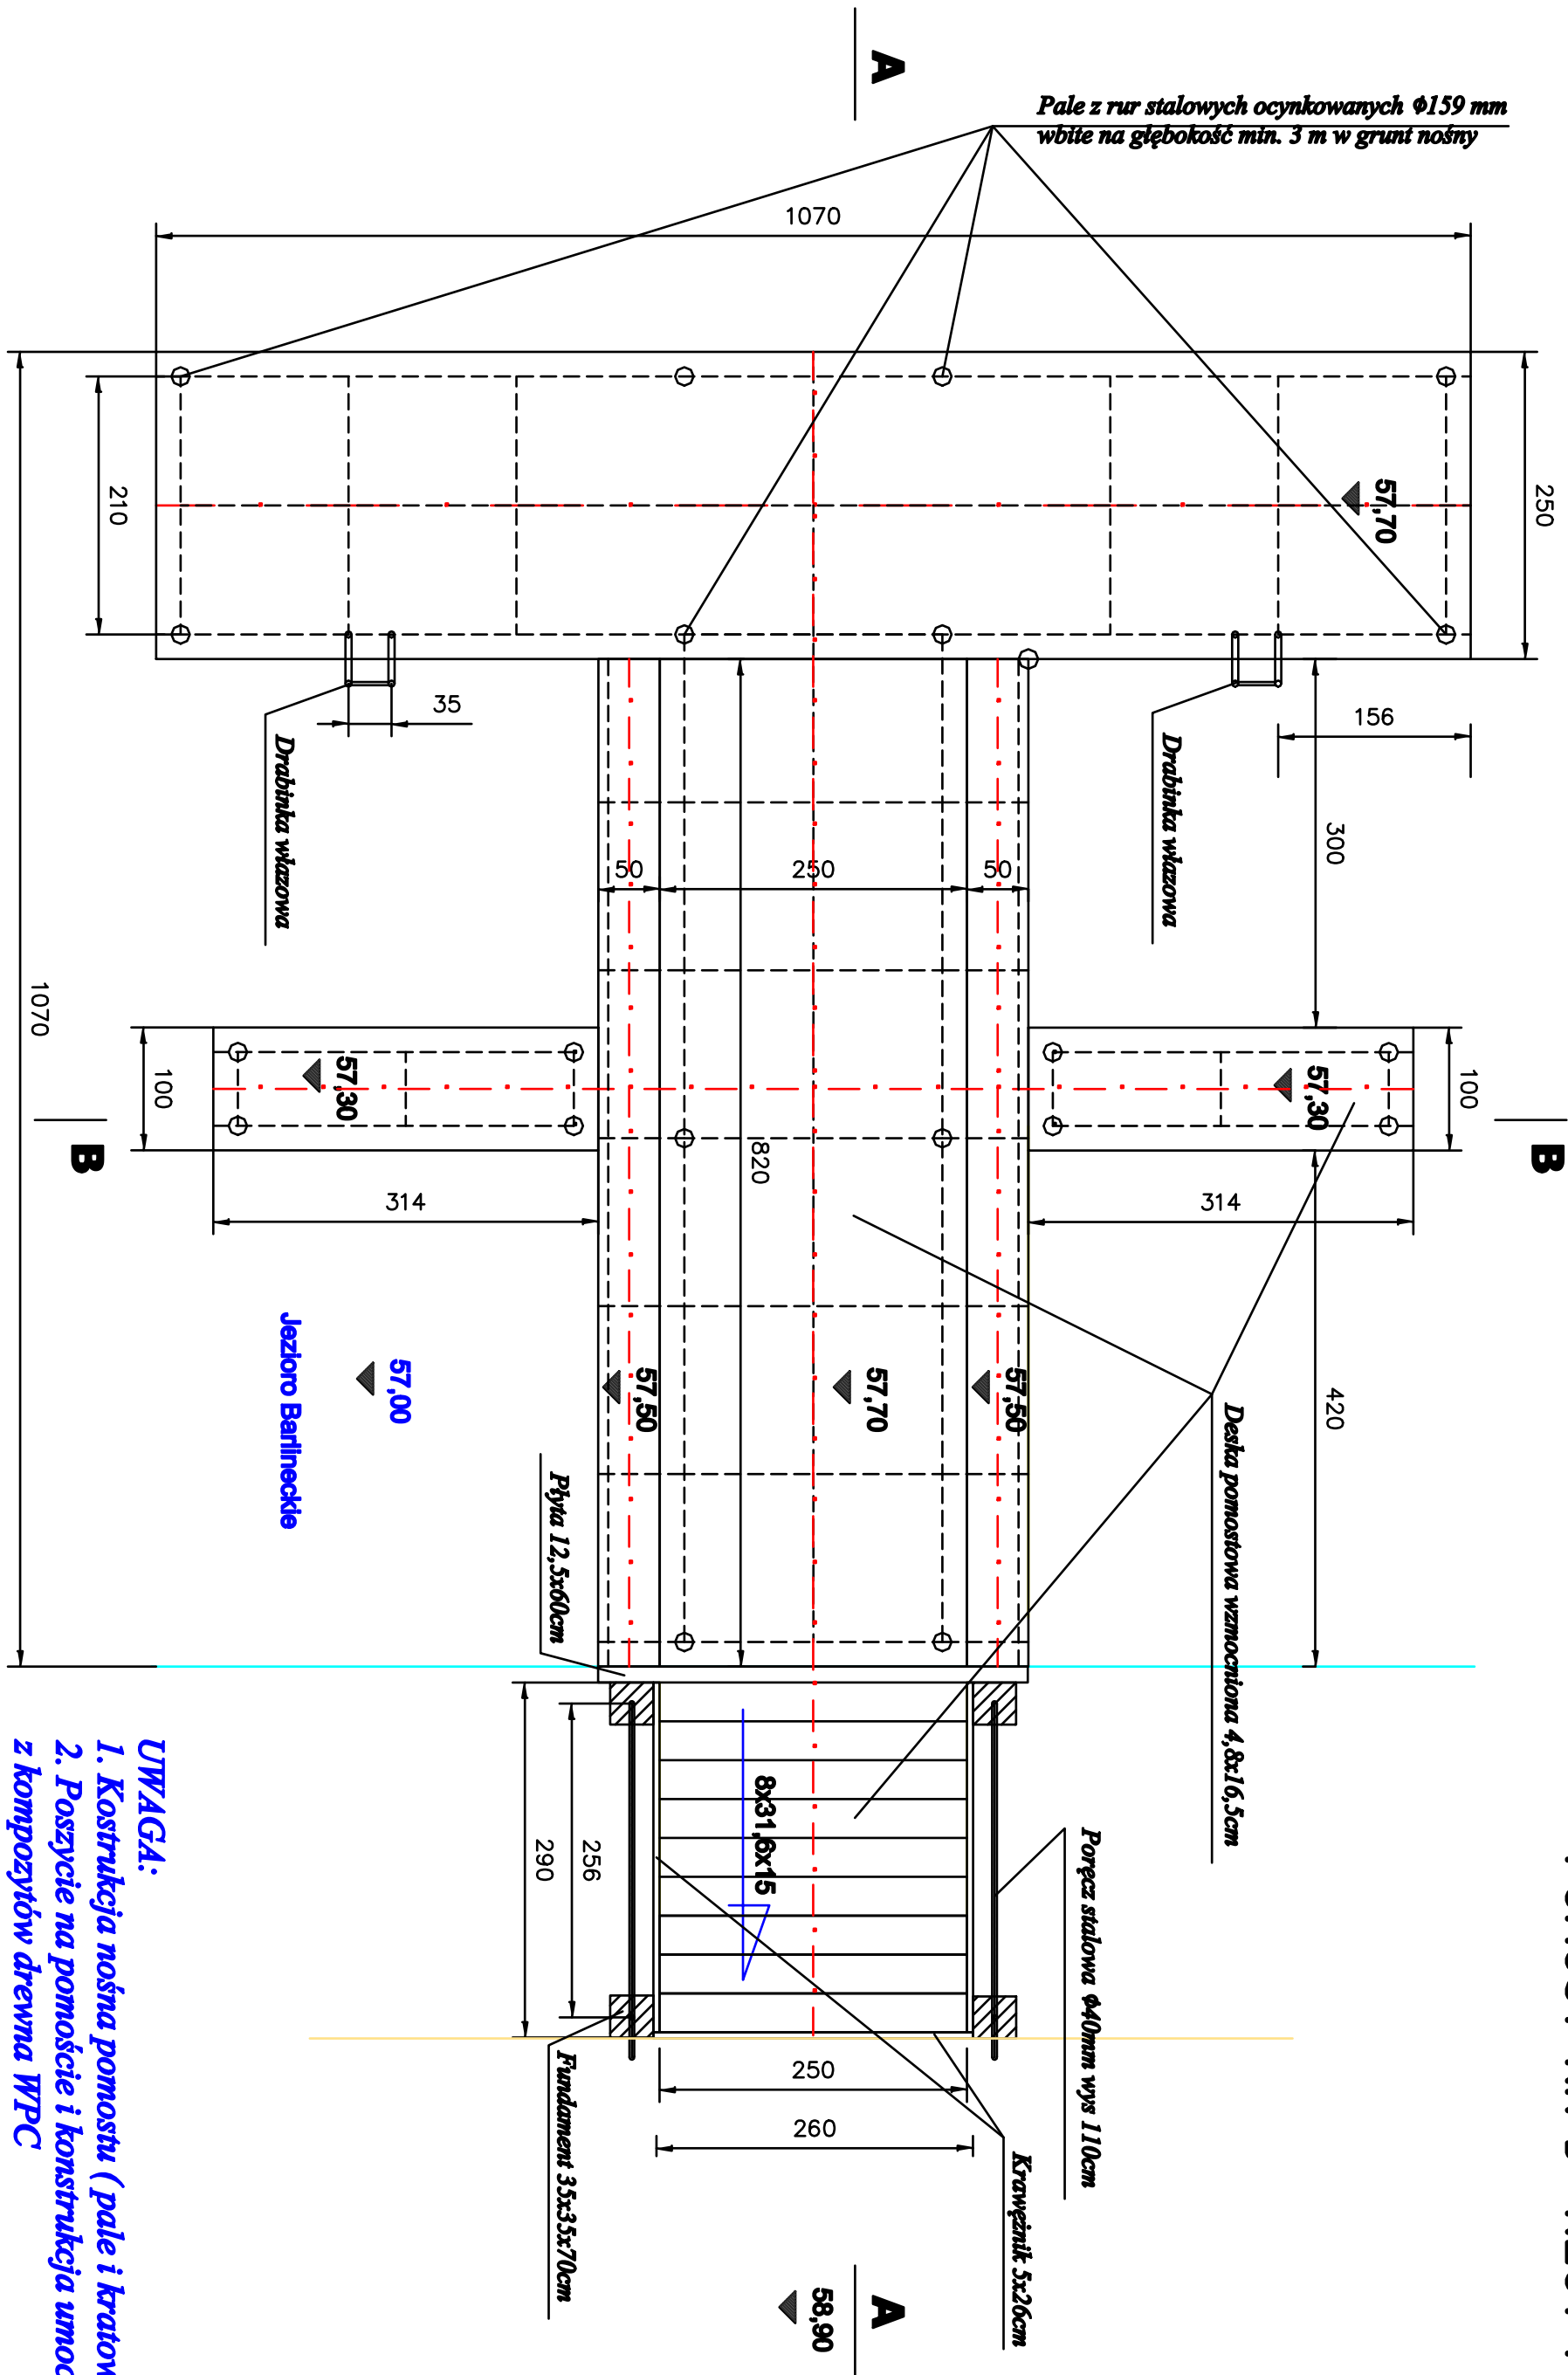 A
Pale z rur stalowych ocynkowanych ϕ159 mm
wbite na głębokość min. 3 m w grunt nośny
1070
250
57,70
210
35
156
Drabinka włazowa
Drabinka włazowa
300
50
250
50
1070
100
57,30
57,30
100
B
B
820
314
314
Jezioro Barlineckie
57,00
57,50
57,70
57,50
420
Deska pomostowa wzmocniona 4,8x16,5cm
Płyta 12,5x60cm
8x31,6x15
256
290
Poręcz stalowa ϕ40mm wys 110cm
250
260
Fundament 35x35x70cm
Krawężnik 5x26cm
A
58,90
UWAGA:
1. Kostrukcja nośna pomostu ( pale i
2. Poszycie na pomoście i konstrukcja
z kompozytów drewna WPC